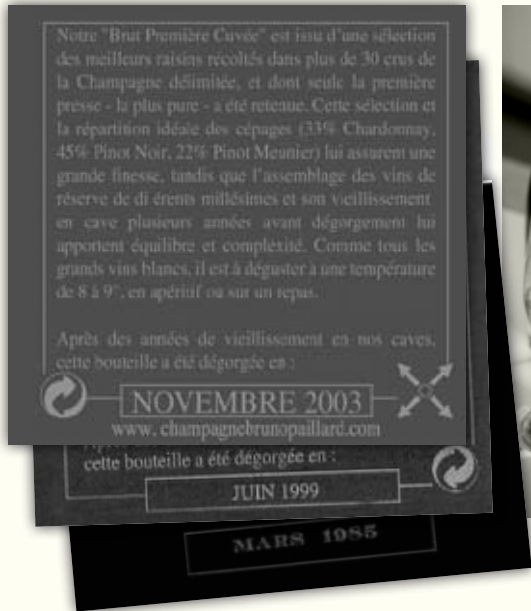 Notre "Brut Première Cuvée" est issu d'une sélection
des meilleurs raisins récoltés dans plus de 30 crus de
la Champagne délimitée, et dont seule la première
presse - la plus pure - a été retenue. Cette sélection et
la répartition idéale des cépages (33% Chardonnay,
45% Pinot Noir, 22% Pinot Meunier) lui assurent une
grande finesse, tandis que l'assemblage des vins de
réserve de di érents millésimes et son vieillissement
en cave plusieurs années avant dégorgement lui
apportent équilibre et complexité. Comme tous les
grands vins blancs, il est à déguster à une température
de 8 à 9°, en apéritif ou sur un repas.
Après des années de vieillissement en nos caves,
cette bouteille a été dégorgée en :
NOVEMBRE 2003
www.champagnebrunopaillard.com
cette bouteille a été dégorgée en :
JUIN 1999
MARS 1985